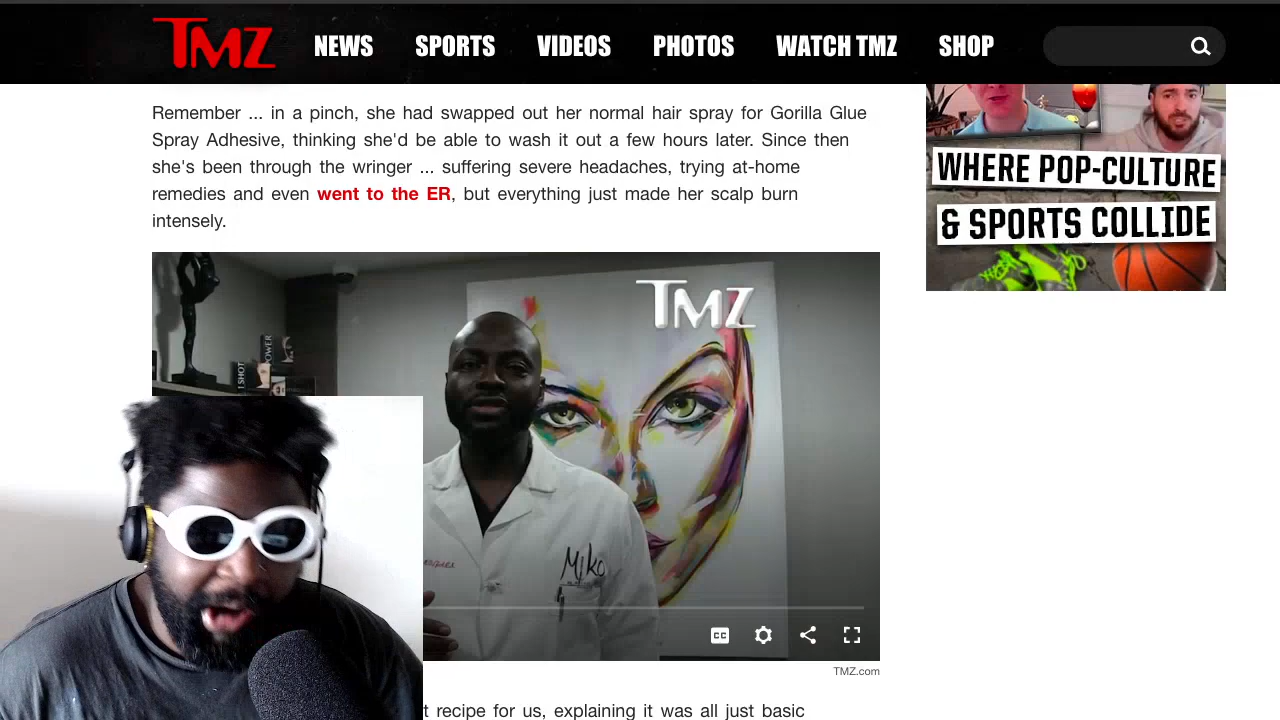 TMZ
NEWS SPORTS VIDEOS PHOTOS WATCH TMZ SHOP
Remember ... in a pinch, she had swapped out her normal hair spray for Gorilla Glue
Spray Adhesive, thinking she'd be able to wash it out a few hours later. Since then
she's been through the wringer ... suffering severe headaches, trying at-home
remedies and even went to the ER, but everything just made her scalp burn
intensely.
WHERE POP-CULTURE
& SPORTS COLLIDE
TMZ
POWER
I SHOT
Miko
CC
TMZ.com
t recipe for us, explaining it was all just basic